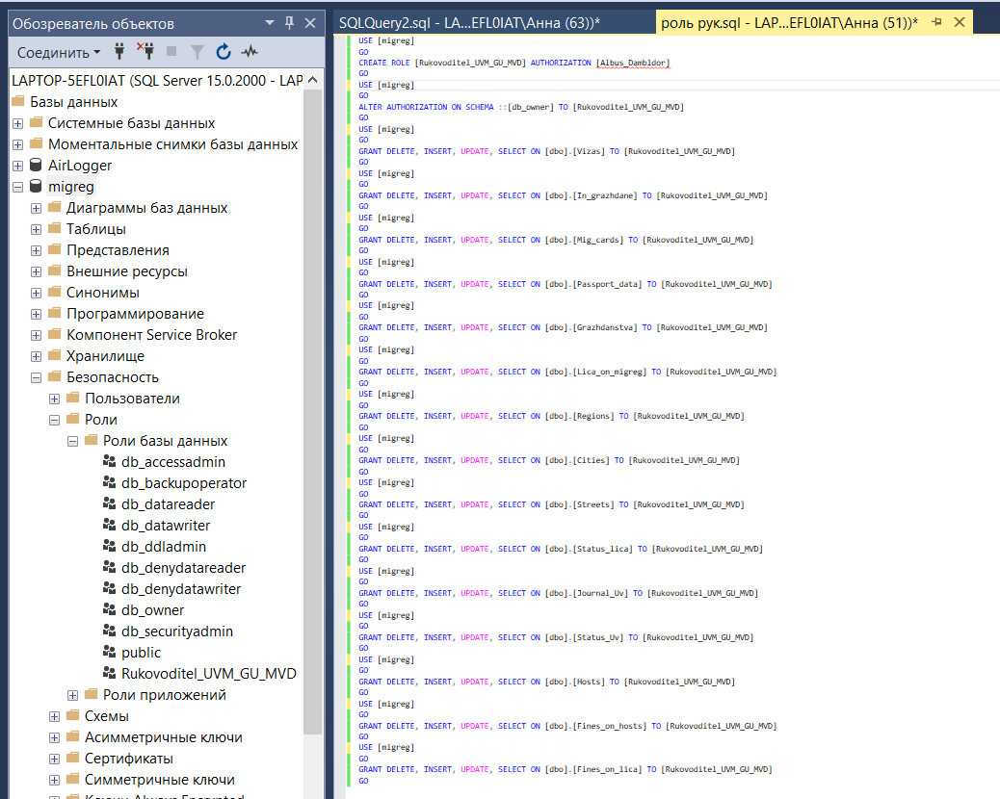 Обозреватель объектов
Соединить
LAPTOP-5EFL0IAT (SQL Server 15.0.2000 - LAP
Базы данных
Системные базы данных
Моментальные снимки базы данных
AirLogger
migreg
Диаграммы баз данных
Таблицы
Представления
Внешние ресурсы
Синонимы
Программирование
Компонент Service Broker
Хранилище
Безопасность
Пользователи
Роли
Роли базы данных
db_accessadmin
db_backupoperator
db_datareader
db_datawriter
db_ddladmin
db_denydatareader
db_denydatawriter
db_owner
db_securityadmin
public
Rukovoditel_UVM_GU_MVD
Роли приложений
Схемы
Асимметричные ключи
Сертификаты
Симметричные ключи
Ключи Always Encrypted
SQLQuery2.sql - LA...EFL0IAT\Анна (63))*
роль рук.sql - LAP...EFL0IAT\Анна (51))*
USE [migreg]
GO
CREATE ROLE [Rukovoditel_UVM_GU_MVD] AUTHORIZATION [Albus_Dambldor]
GO
USE [migreg]
GO
ALTER AUTHORIZATION ON SCHEMA ::[db_owner] TO [Rukovoditel_UVM_GU_MVD]
GO
USE [migreg]
GO
GRANT DELETE, INSERT, UPDATE, SELECT ON [dbo].[Vizas] TO [Rukovoditel_UVM_GU_MVD]
GO
USE [migreg]
GO
GRANT DELETE, INSERT, UPDATE, SELECT ON [dbo].[In_grazhdane] TO [Rukovoditel_UVM_GU_MVD]
GO
USE [migreg]
GO
GRANT DELETE, INSERT, UPDATE, SELECT ON [dbo].[Mig_cards] TO [Rukovoditel_UVM_GU_MVD]
GO
USE [migreg]
GO
GRANT DELETE, INSERT, UPDATE, SELECT ON [dbo].[Passport_data] TO [Rukovoditel_UVM_GU_MVD]
GO
USE [migreg]
GO
GRANT DELETE, INSERT, UPDATE, SELECT ON [dbo].[Grazhdanstva] TO [Rukovoditel_UVM_GU_MVD]
GO
USE [migreg]
GO
GRANT DELETE, INSERT, UPDATE, SELECT ON [dbo].[Lica_on_migreg] TO [Rukovoditel_UVM_GU_MVD]
GO
USE [migreg]
GO
GRANT DELETE, INSERT, UPDATE, SELECT ON [dbo].[Regions] TO [Rukovoditel_UVM_GU_MVD]
GO
USE [migreg]
GO
GRANT DELETE, INSERT, UPDATE, SELECT ON [dbo].[Cities] TO [Rukovoditel_UVM_GU_MVD]
GO
USE [migreg]
GO
GRANT DELETE, INSERT, UPDATE, SELECT ON [dbo].[Streets] TO [Rukovoditel_UVM_GU_MVD]
GO
USE [migreg]
GO
GRANT DELETE, INSERT, UPDATE, SELECT ON [dbo].[Status_lica] TO [Rukovoditel_UVM_GU_MVD]
GO
USE [migreg]
GO
GRANT DELETE, INSERT, UPDATE, SELECT ON [dbo].[Journal_Uv] TO [Rukovoditel_UVM_GU_MVD]
GO
USE [migreg]
GO
GRANT DELETE, INSERT, UPDATE, SELECT ON [dbo].[Status_Uv] TO [Rukovoditel_UVM_GU_MVD]
GO
USE [migreg]
GO
GRANT DELETE, INSERT, UPDATE, SELECT ON [dbo].[Hosts] TO [Rukovoditel_UVM_GU_MVD]
GO
USE [migreg]
GO
GRANT DELETE, INSERT, UPDATE, SELECT ON [dbo].[Fines_on_hosts] TO [Rukovoditel_UVM_GU_MVD]
GO
USE [migreg]
GO
GRANT DELETE, INSERT, UPDATE, SELECT ON [dbo].[Fines_on_lica] TO [Rukovoditel_UVM_GU_MVD]
GO